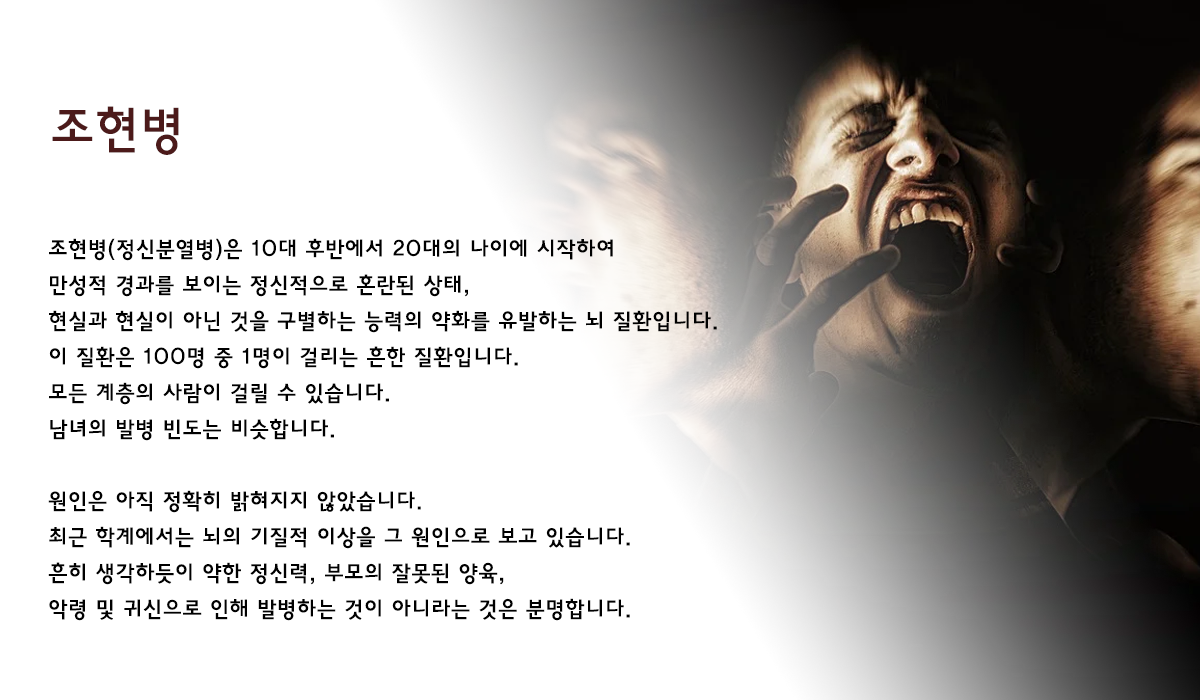 조현병
조현병(정신분열병)은 10대 후반에서 20대의 나이에 시작하여
만성적 경과를 보이는 정신적으로 혼란된 상태,
현실과 현실이 아닌 것을 구별하는 능력의 약화를 유발하는 뇌 질환입니다.
이 질환은 100명 중 1명이 걸리는 흔한 질환입니다.
모든 계층의 사람이 걸릴 수 있습니다.
남녀의 발병 빈도는 비슷합니다.
원인은 아직 정확히 밝혀지지 않았습니다.
최근 학계에서는 뇌의 기질적 이상을 그 원인으로 보고 있습니다.
흔히 생각하듯이 약한 정신력, 부모의 잘못된 양육,
악령 및 귀신으로 인해 발병하는 것이 아니라는 것은 분명합니다.